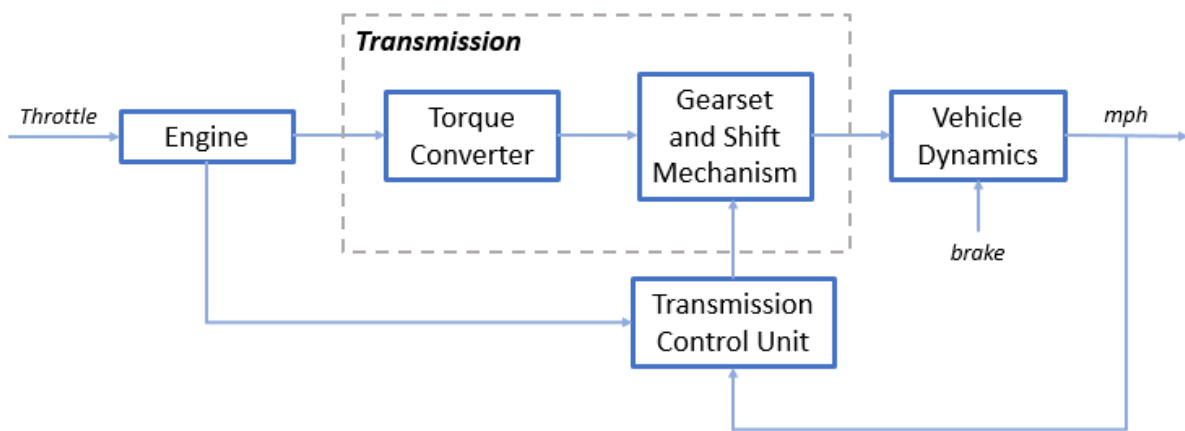 Transmission
Throttle
Engine
Torque
Converter
Gearset
and Shift
Mechanism
Vehicle
Dynamics
mph
brake
Transmission
Control Unit